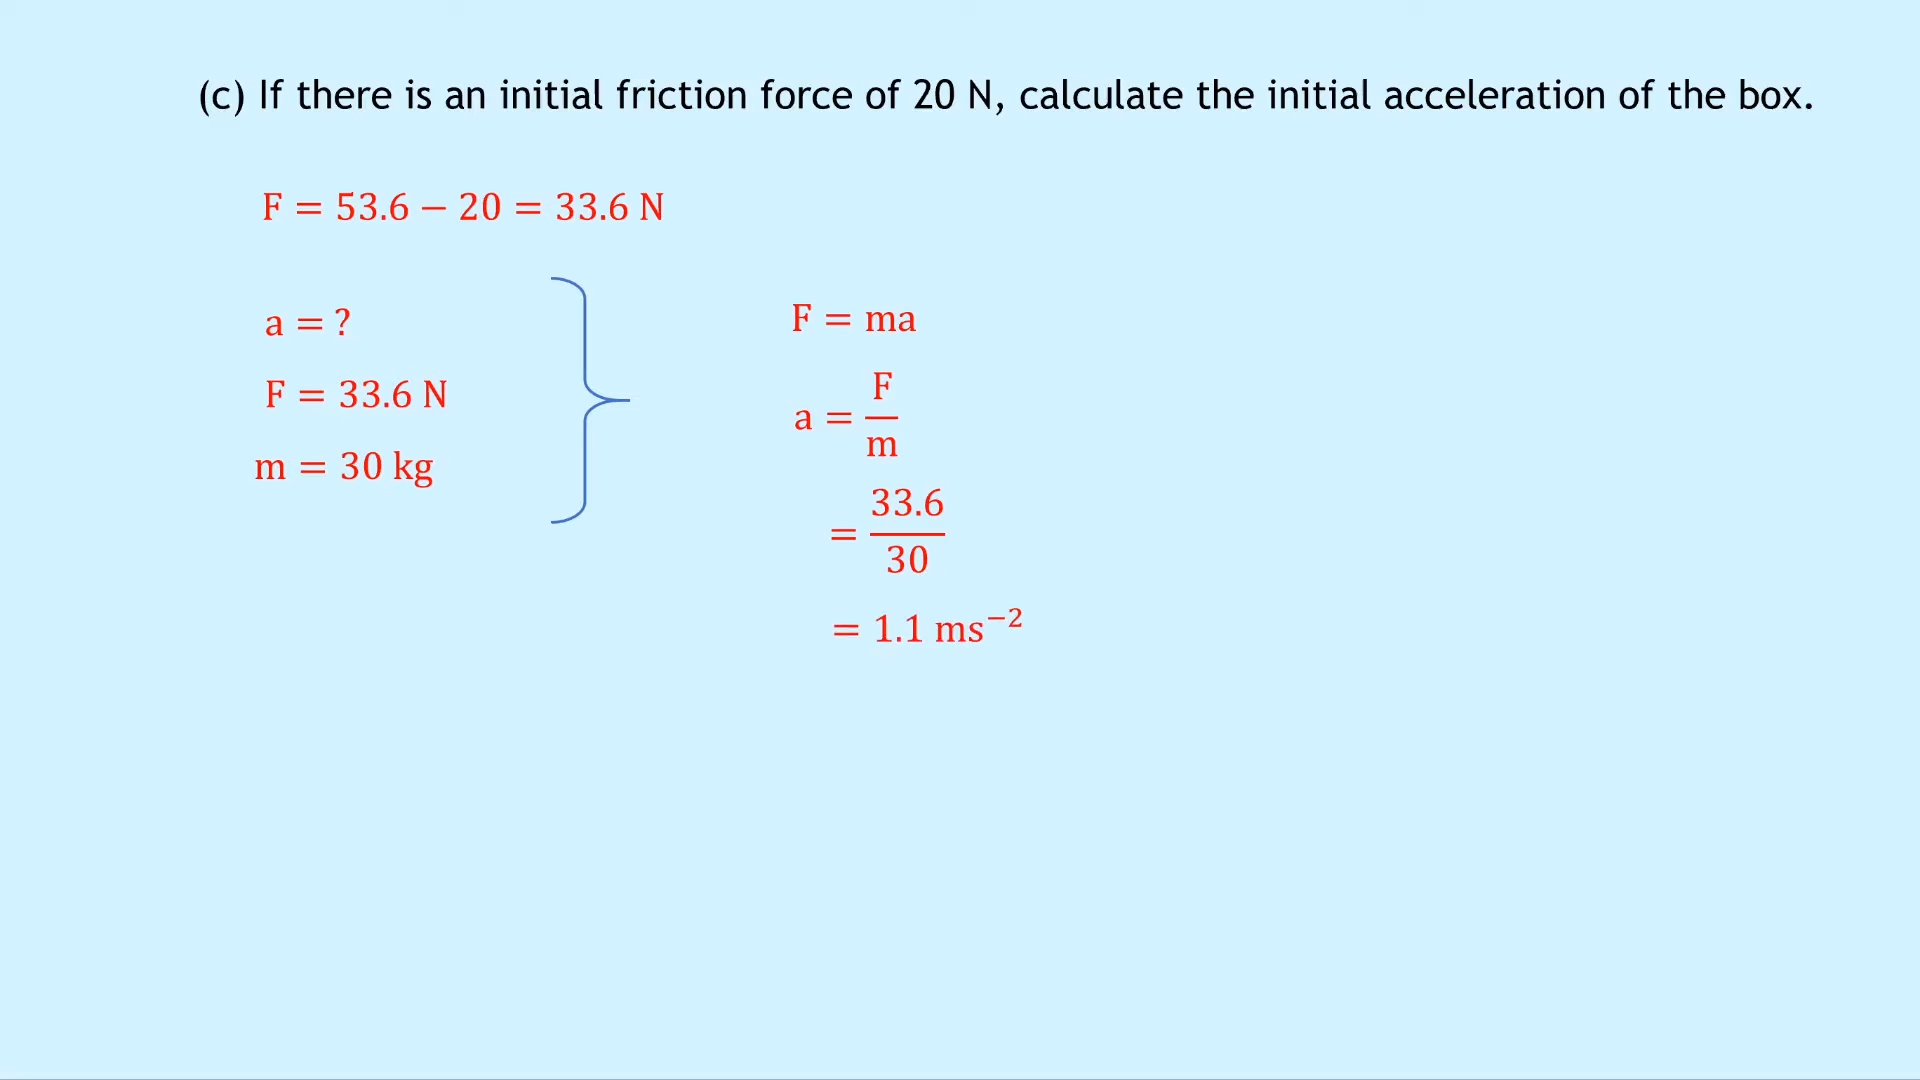 (c) If there is an initial friction force of 20 N, calculate the initial acceleration of the box.
F = 53.6 − 20 = 33.6 N
a = ?
F = 33.6 N
m = 30 kg
F = ma
a = F/m
= 33.6/30
= 1.1 ms⁻²